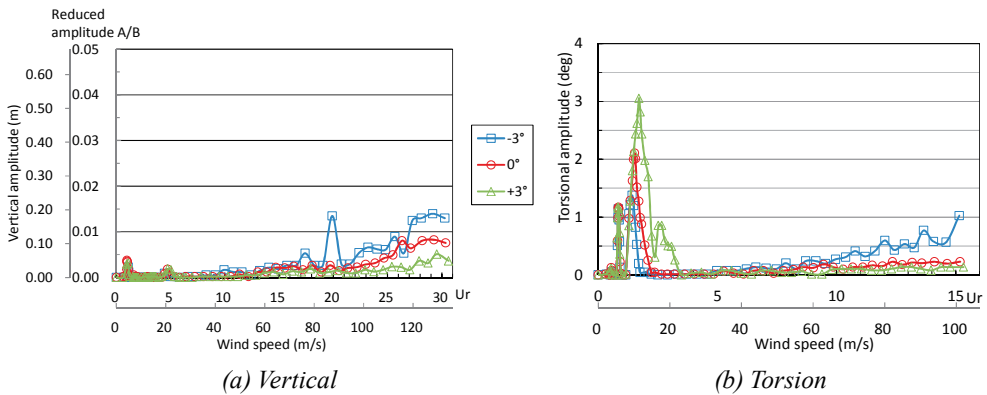 Reduced
amplitude A/B
0.60
0.50
0.40
0.30
0.20
0.10
0.00
Vertical amplitude (m)
0.05
0.04
0.03
0.02
0.01
0.00
0 5 10 15 20 25 30 Ur
0 20 40 60 80 100 120
Wind speed (m/s)
(a) Vertical
-3°
0°
+3°
Torsional amplitude (deg)
4
3
2
1
0
0 5 10 15 Ur
0 20 40 60 80 100
Wind speed (m/s)
(b) Torsion